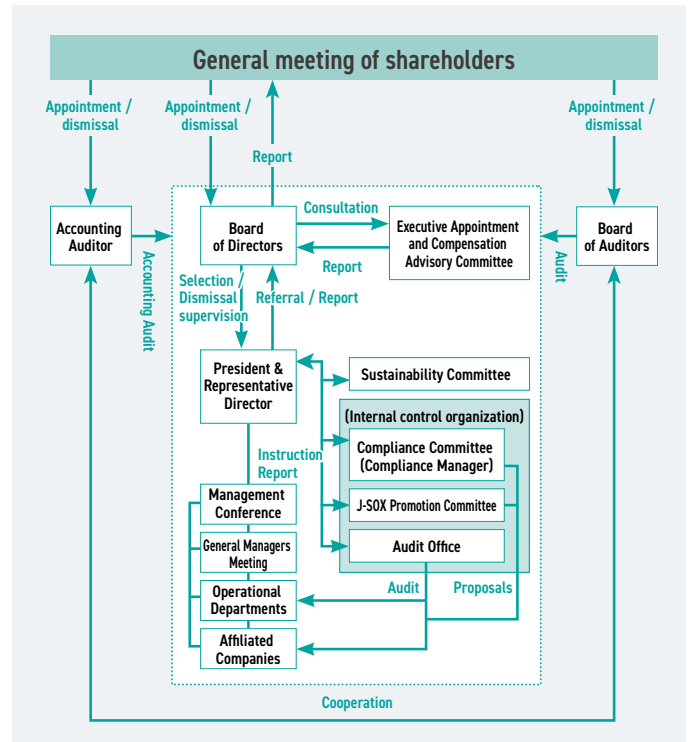 General meeting of shareholders
Appointment /
dismissal
Appointment /
dismissal
Report
Appointment /
dismissal
Accounting
Auditor
Accounting Audit
Board
of Directors
Consultation
Report
Executive Appointment
and Compensation
Advisory Committee
Audit
Board
of Auditors
Selection /
Dismissal
supervision
Referral / Report
President &
Representative
Director
Sustainability Committee
(Internal control organization)
Compliance Committee
(Compliance Manager)
Instruction
Report
J-SOX Promotion Committee
Audit Office
Management
Conference
General Managers
Meeting
Operational
Departments
Affiliated
Companies
Audit
Proposals
Cooperation